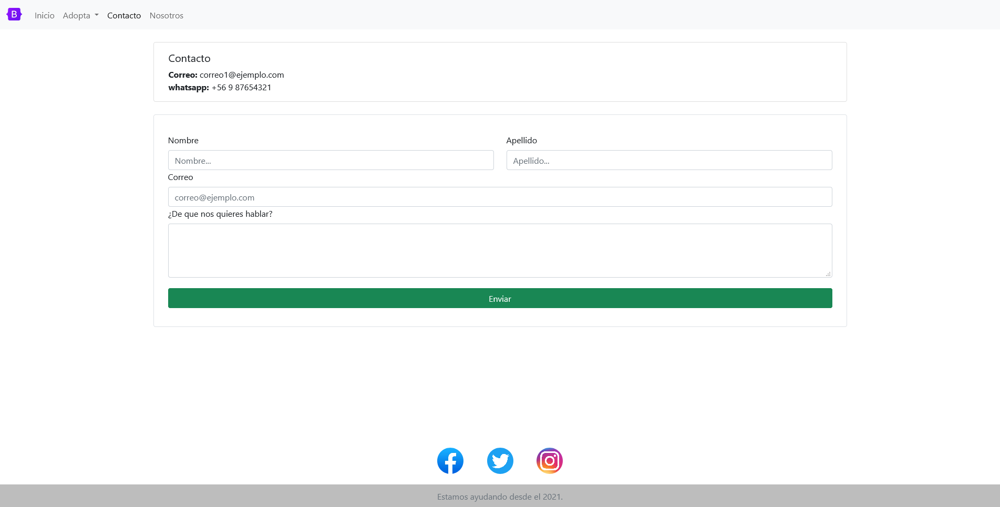 B Inicio Adopta Contacto Nosotros
Contacto
Correo: correo1@ejemplo.com
whatsapp: +56 9 87654321
Nombre Apellido
Nombre... Apellido...
Correo
correo@ejemplo.com
¿De que nos quieres hablar?
Enviar
Estamos ayudando desde el 2021.